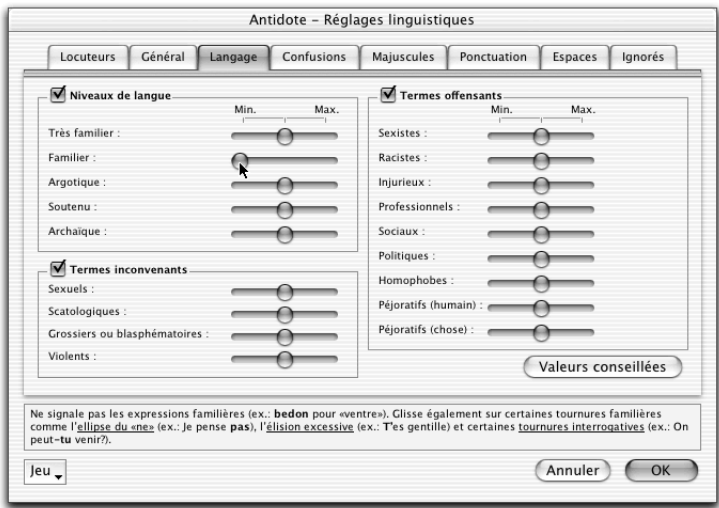 Antidote – Réglages linguistiques
Locuteurs Général Langage Confusions Majuscules Ponctuation Espaces Ignorés
Niveaux de langue
Min. Max.
Très familier :
Familier :
Argotique :
Soutenu :
Archaïque :
Termes inconvenants
Sexuels :
Scatologiques :
Grossiers ou blasphématoires :
Violents :
Termes offensants
Min. Max.
Sexistes :
Racistes :
Injurieux :
Professionnels :
Sociaux :
Politiques :
Homophobes :
Péjoratifs (humain) :
Péjoratifs (chose) :
Valeurs conseillées
Ne signale pas les expressions familières (ex.: bedon pour «ventre»). Glisse également sur certaines tournures familières
comme l'ellipse du «ne» (ex.: Je pense pas), l'élision excessive (ex.: T'es gentille) et certaines tournures interrogatives (ex.: On
peut-tu venir?).
Jeu
Annuler OK